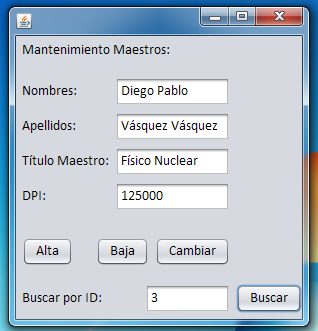 Mantenimiento Maestros:
Nombres: Diego Pablo
Apellidos: Vásquez Vásquez
Título Maestro: Físico Nuclear
DPI: 125000
Alta Baja Cambiar
Buscar por ID: 3 Buscar